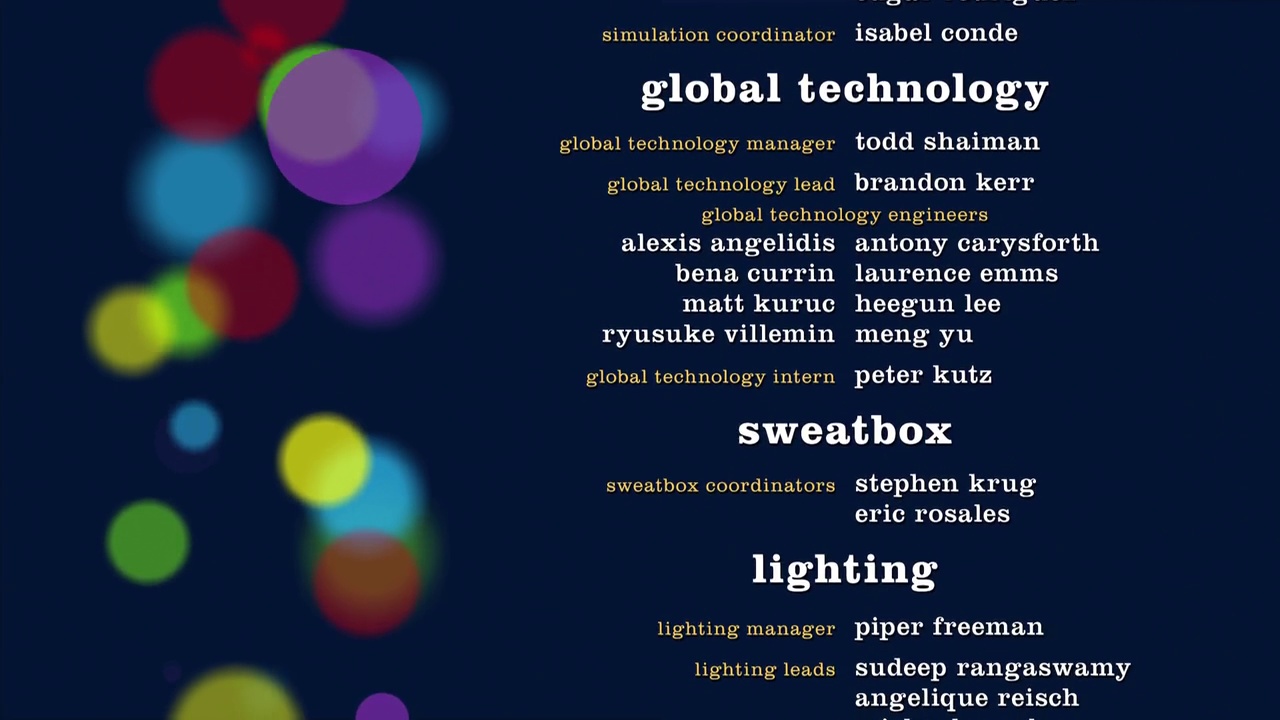 simulation coordinator isabel conde
global technology
global technology manager todd shaiman
global technology lead brandon kerr
global technology engineers
alexis angelidis antony carysforth
bena currin laurence emms
matt kuruc heegun lee
ryusuke villemin meng yu
global technology intern peter kutz
sweatbox
sweatbox coordinators stephen krug
eric rosales
lighting
lighting manager piper freeman
lighting leads sudeep rangaswamy
angelique reisch